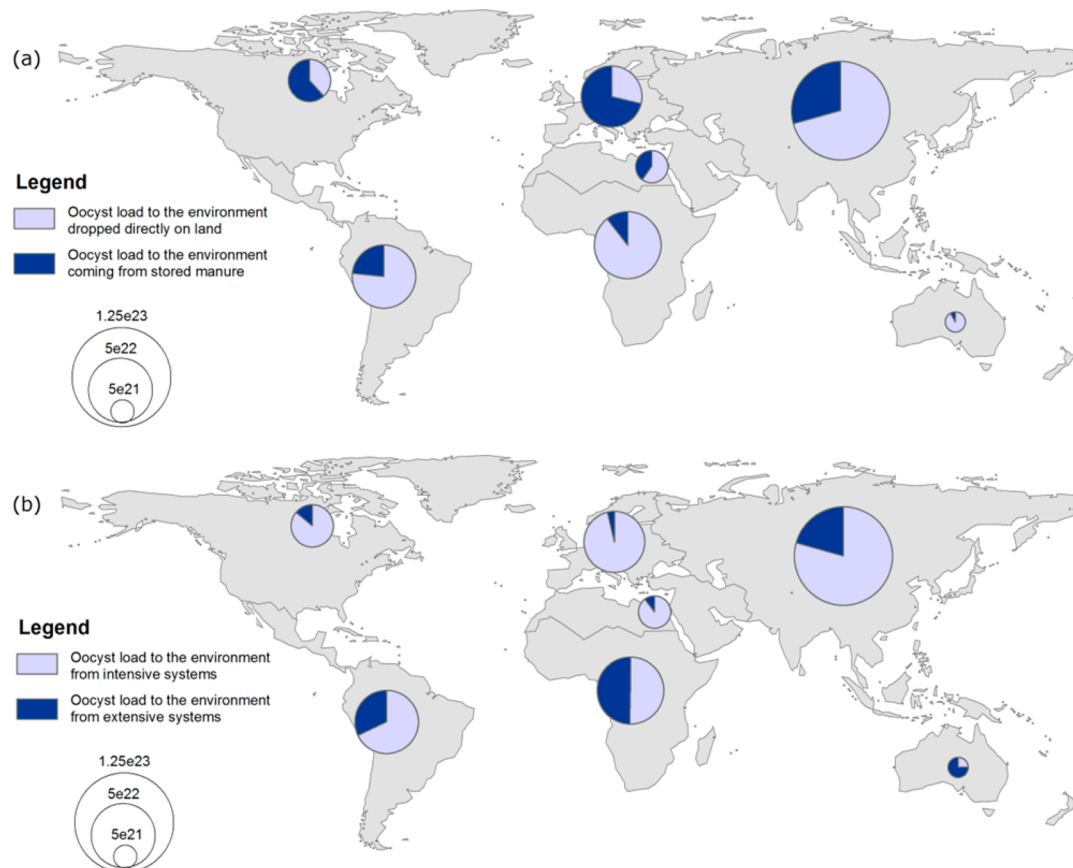 (a)
Legend
Oocyst load to the environment
dropped directly on land
Oocyst load to the environment
coming from stored manure
1.25e23
5e22
5e21
(b)
Legend
Oocyst load to the environment
from intensive systems
Oocyst load to the environment
from extensive systems
1.25e23
5e22
5e21